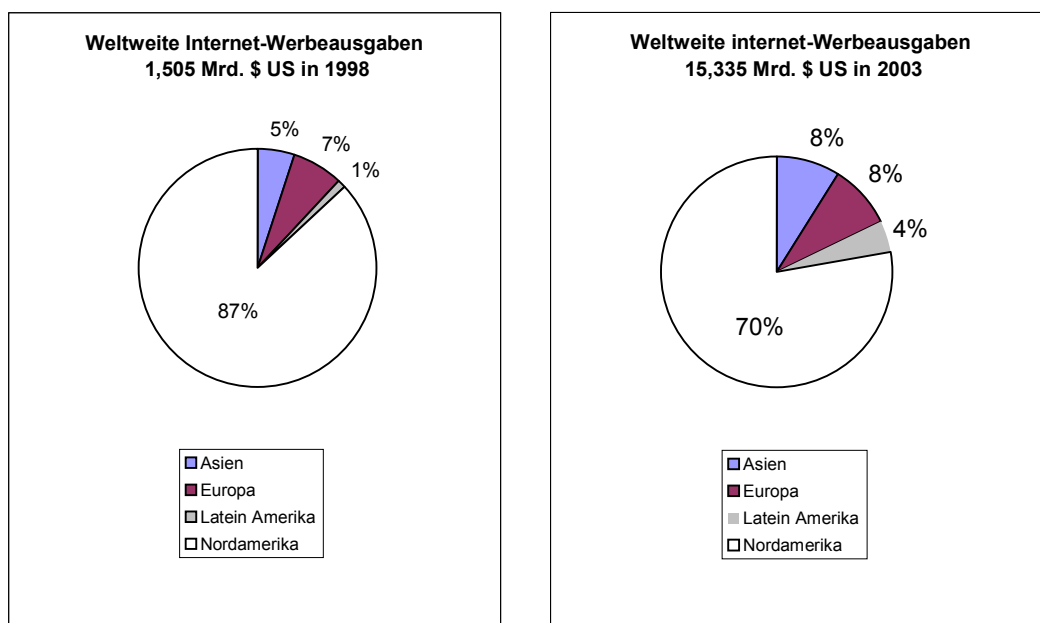 Weltweite Internet-Werbeausgaben
1,505 Mrd. $ US in 1998
5%
7%
1%
87%
Asien
Europa
Latein Amerika
Nordamerika
Weltweite internet-Werbeausgaben
15,335 Mrd. $ US in 2003
8%
8%
4%
70%
Asien
Europa
Latein Amerika
Nordamerika